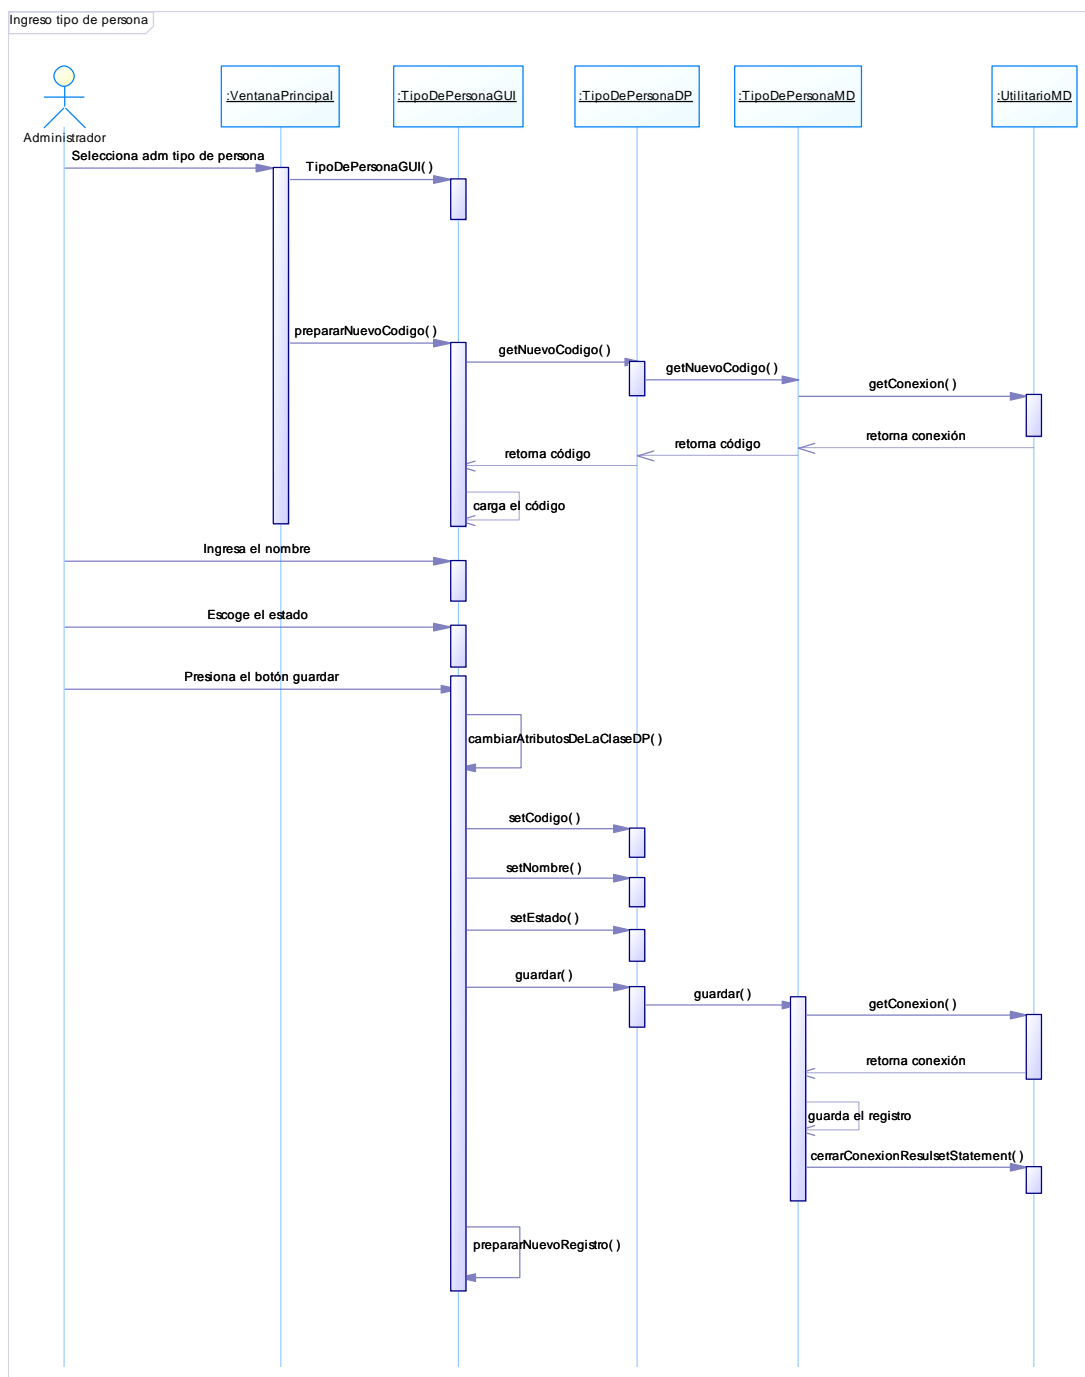 Ingreso tipo de persona
:VentanaPrincipal
:TipoDePersonaGUI
:TipoDePersonaDP
:TipoDePersonaMD
:UtilitarioMD
Administrador
Selecciona adm tipo de persona
TipoDePersonaGUI( )
prepararNuevoCodigo( )
getNuevoCodigo( )
getNuevoCodigo( )
getConexion( )
retorna conexión
retorna código
retorna código
carga el código
Ingresa el nombre
Escoge el estado
Presiona el botón guardar
cambiarAtributosDeLaClaseDP( )
setCodigo( )
setNombre( )
setEstado( )
guardar( )
guardar( )
getConexion( )
retorna conexión
guarda el registro
cerrarConexionResulsetStatement( )
prepararNuevoRegistro( )